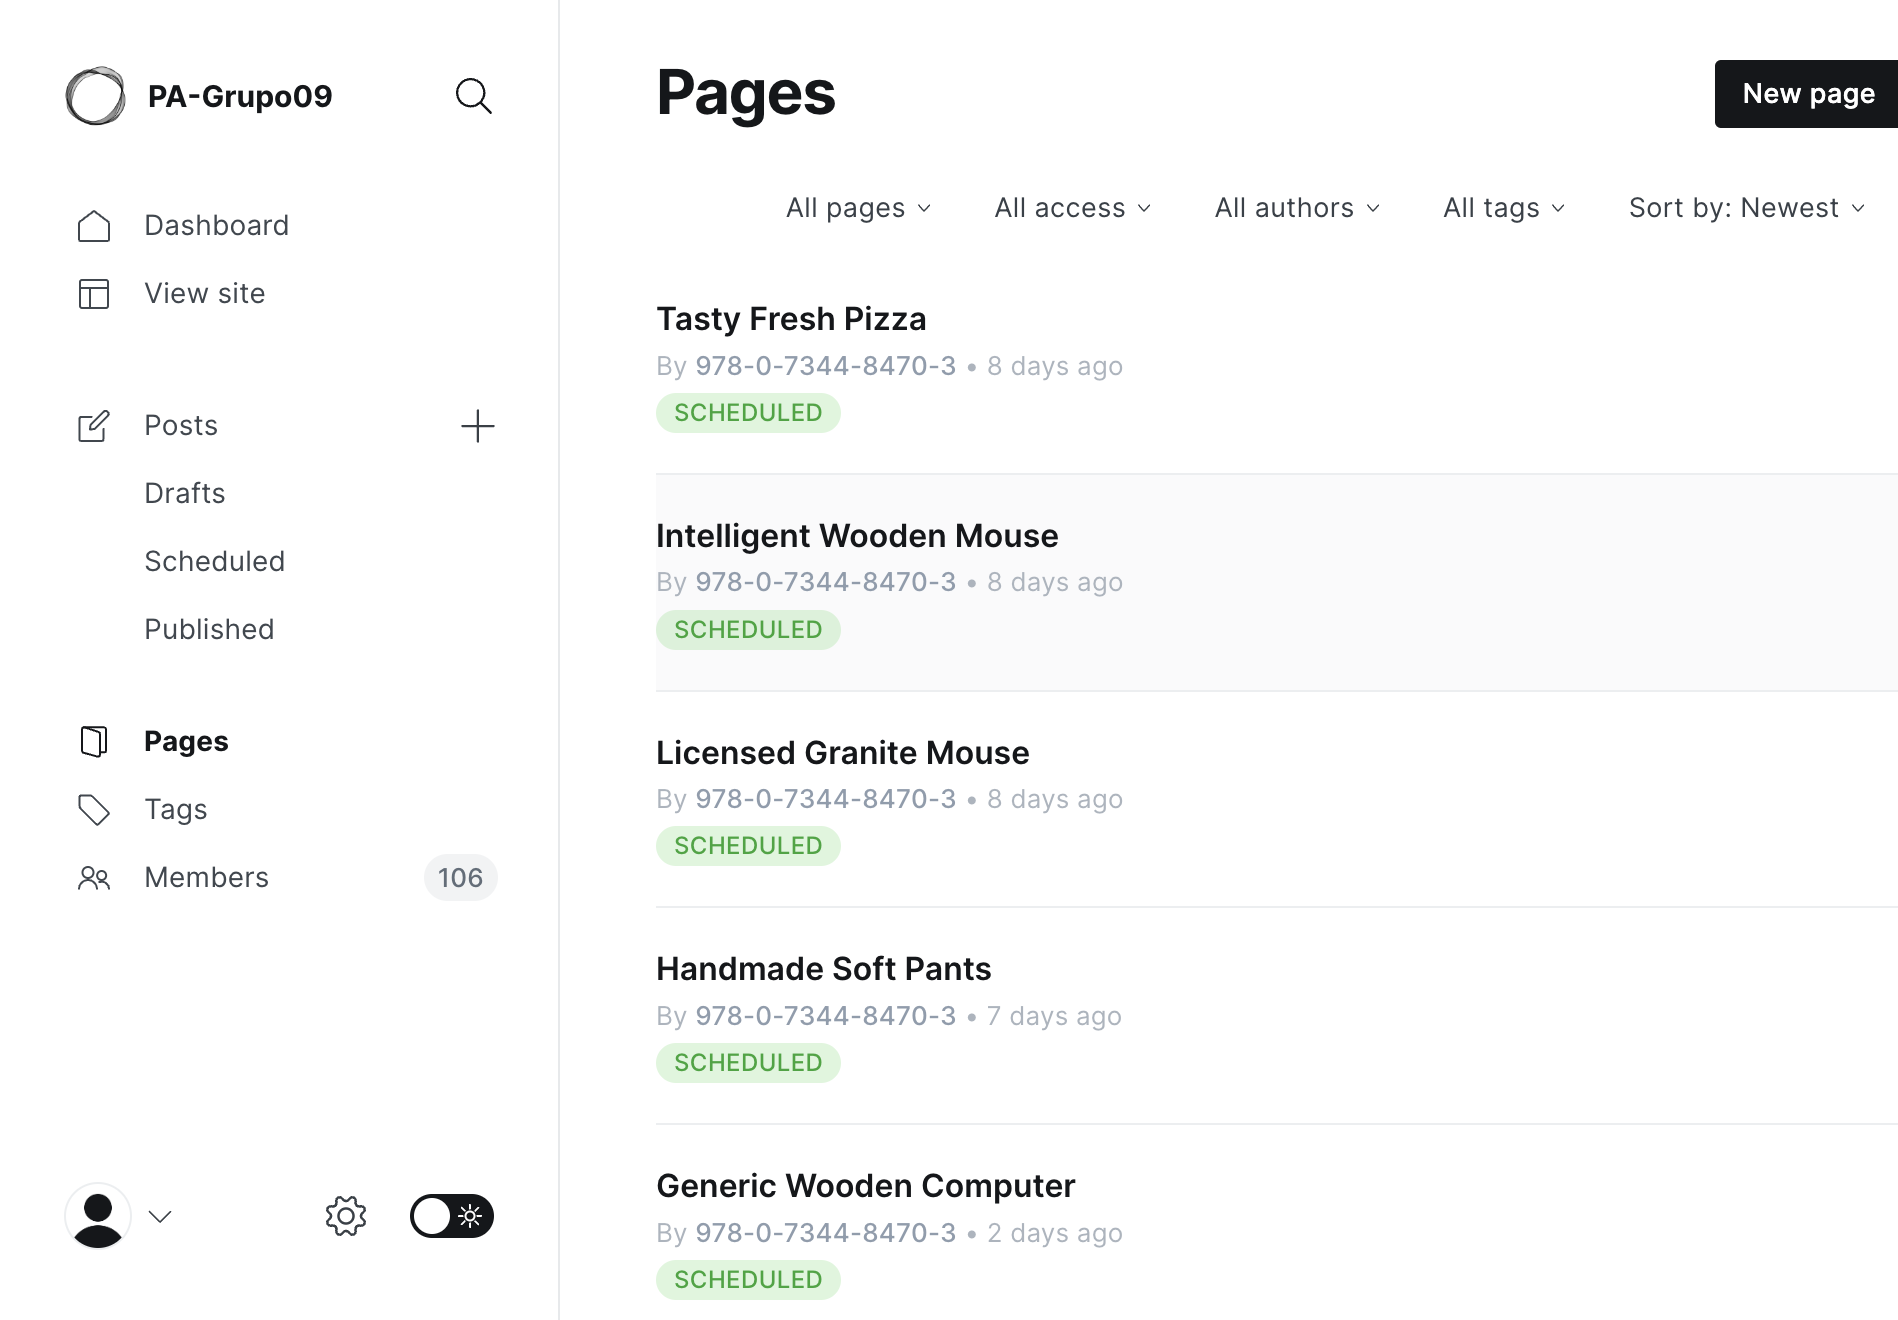 PA-Grupo09
Dashboard
View site
Posts
Drafts
Scheduled
Published
Pages
Tags
Members 106
Pages
New page
All pages All access All authors All tags Sort by: Newest
Tasty Fresh Pizza
By 978-0-7344-8470-3 • 8 days ago
SCHEDULED
Intelligent Wooden Mouse
By 978-0-7344-8470-3 • 8 days ago
SCHEDULED
Licensed Granite Mouse
By 978-0-7344-8470-3 • 8 days ago
SCHEDULED
Handmade Soft Pants
By 978-0-7344-8470-3 • 7 days ago
SCHEDULED
Generic Wooden Computer
By 978-0-7344-8470-3 • 2 days ago
SCHEDULED